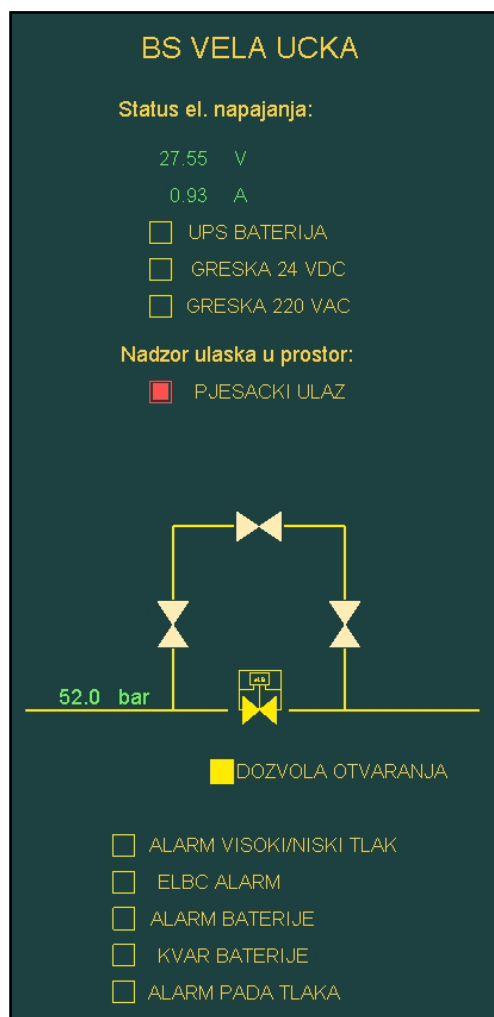 BS VELA UCKA
Status el. napajanja:
27.55 V
0.93 A
UPS BATERIJA
GRESKA 24 VDC
GRESKA 220 VAC
Nadzor ulaska u prostor:
PJESACKI ULAZ
52.0 bar
DOZVOLA OTVARANJA
ALARM VISOKI/NISKI TLAK
ELBC ALARM
ALARM BATERIJE
KVAR BATERIJE
ALARM PADA TLAKA